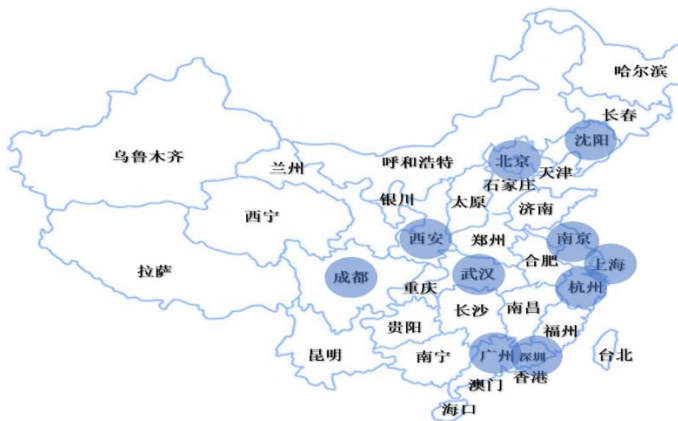 哈尔滨
长春
沈阳
乌鲁木齐
兰州
呼和浩特
北京
天津
石家庄
银川
太原
济南
西宁
西安
郑州
南京
合肥
上海
拉萨
成都
重庆
武汉
杭州
长沙
南昌
贵阳
福州
昆明
南宁
广州
深圳
台北
香港
澳门
海口